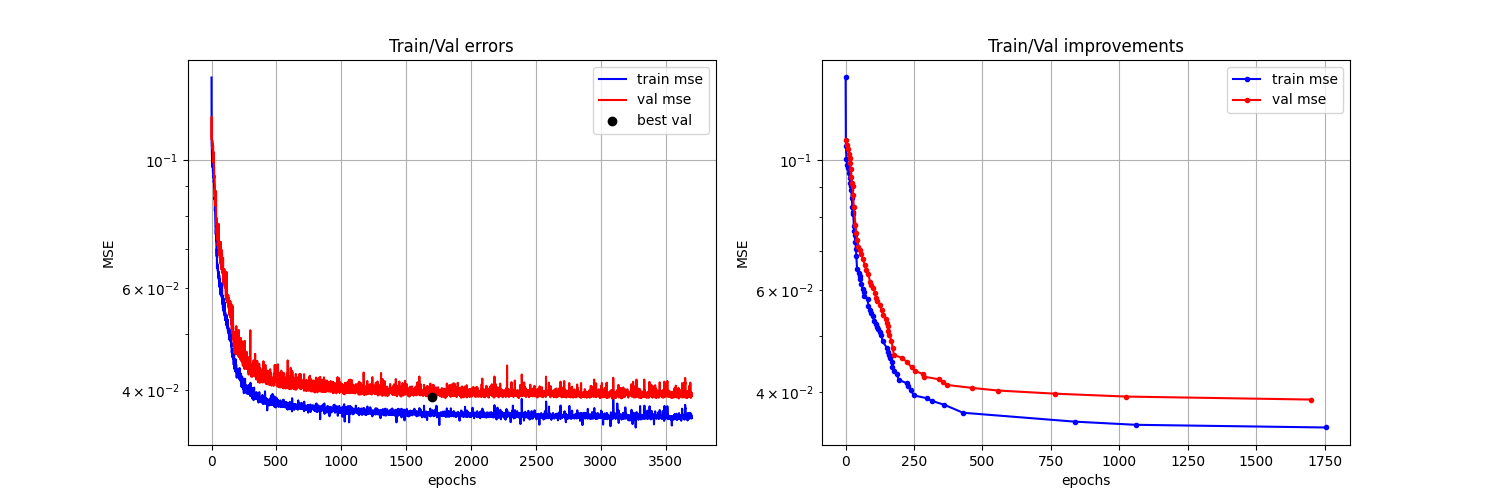 Train/Val errors
train mse
val mse
best val
MSE
10⁻¹
6 × 10⁻²
4 × 10⁻²
0 500 1000 1500 2000 2500 3000 3500
epochs
Train/Val improvements
train mse
val mse
MSE
10⁻¹
6 × 10⁻²
4 × 10⁻²
0 250 500 750 1000 1250 1500 1750
epochs